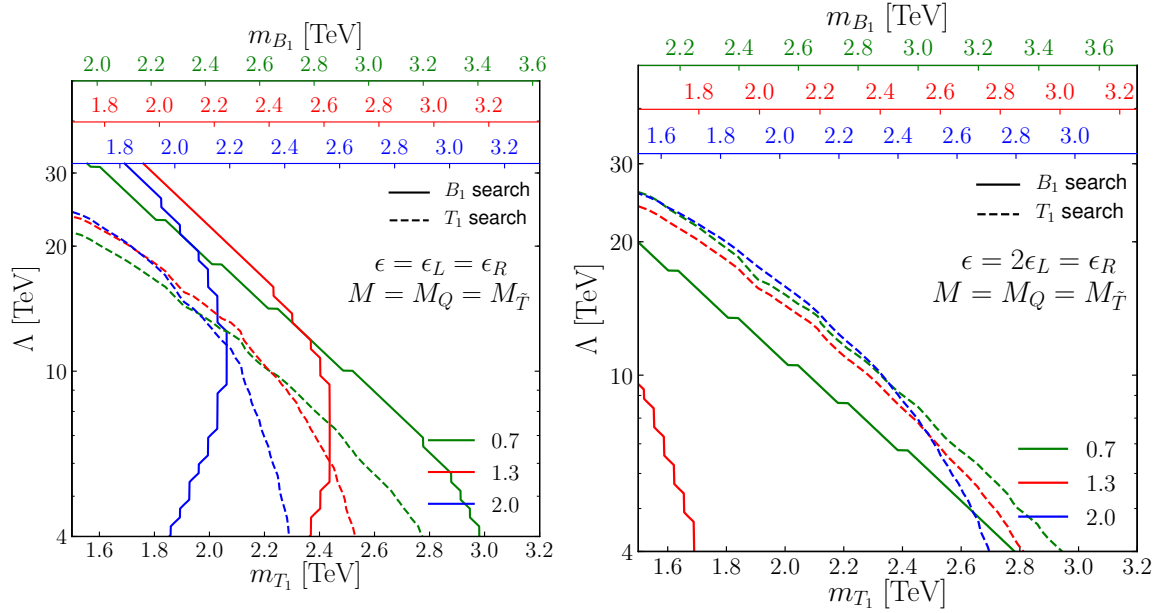 m_{B_1} [TeV]
2.0 2.2 2.4 2.6 2.8 3.0 3.2 3.4 3.6
1.8 2.0 2.2 2.4 2.6 2.8 3.0 3.2
1.8 2.0 2.2 2.4 2.6 2.8 3.0 3.2
30
20
10
4
Λ [TeV]
B_1 search
T_1 search
ϵ = ϵ_L = ϵ_R
M = M_Q = M_{\tilde{T}}
0.7
1.3
2.0
1.6 1.8 2.0 2.2 2.4 2.6 2.8 3.0 3.2
m_{T_1} [TeV]
m_{B_1} [TeV]
2.2 2.4 2.6 2.8 3.0 3.2 3.4 3.6
1.8 2.0 2.2 2.4 2.6 2.8 3.0 3.2
1.6 1.8 2.0 2.2 2.4 2.6 2.8 3.0
30
20
10
4
Λ [TeV]
B_1 search
T_1 search
ϵ = 2ϵ_L = ϵ_R
M = M_Q = M_{\tilde{T}}
0.7
1.3
2.0
1.6 1.8 2.0 2.2 2.4 2.6 2.8 3.0 3.2
m_{T_1} [TeV]